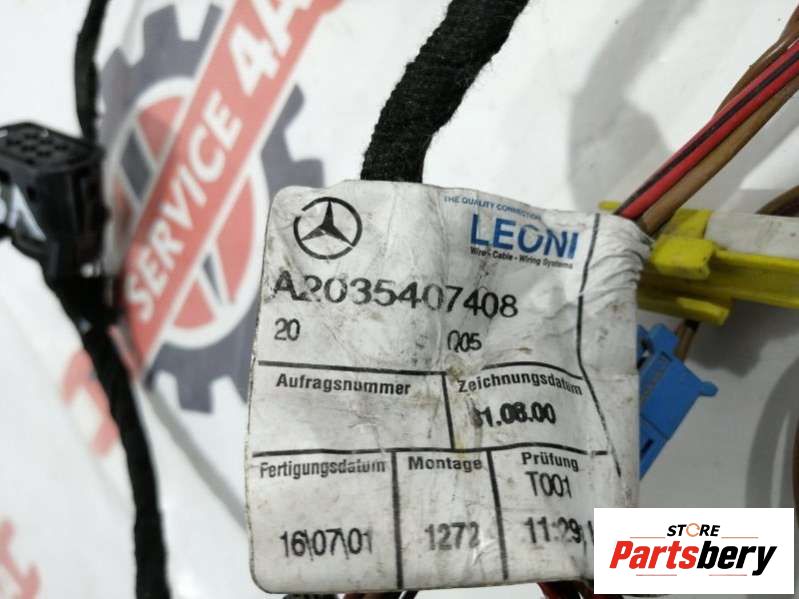 SERVICE 4A
THE QUALITY CONNECTION
LEONI
Wire - Cable - Wiring Systems
A2035407408
20 005
Aufragsnummer
Zeichnungsdatum
31.08.00
Fertigungsdatum
Montage
Prüfung
T001
16\07\01
1272
11:29
STORE
Partsbery